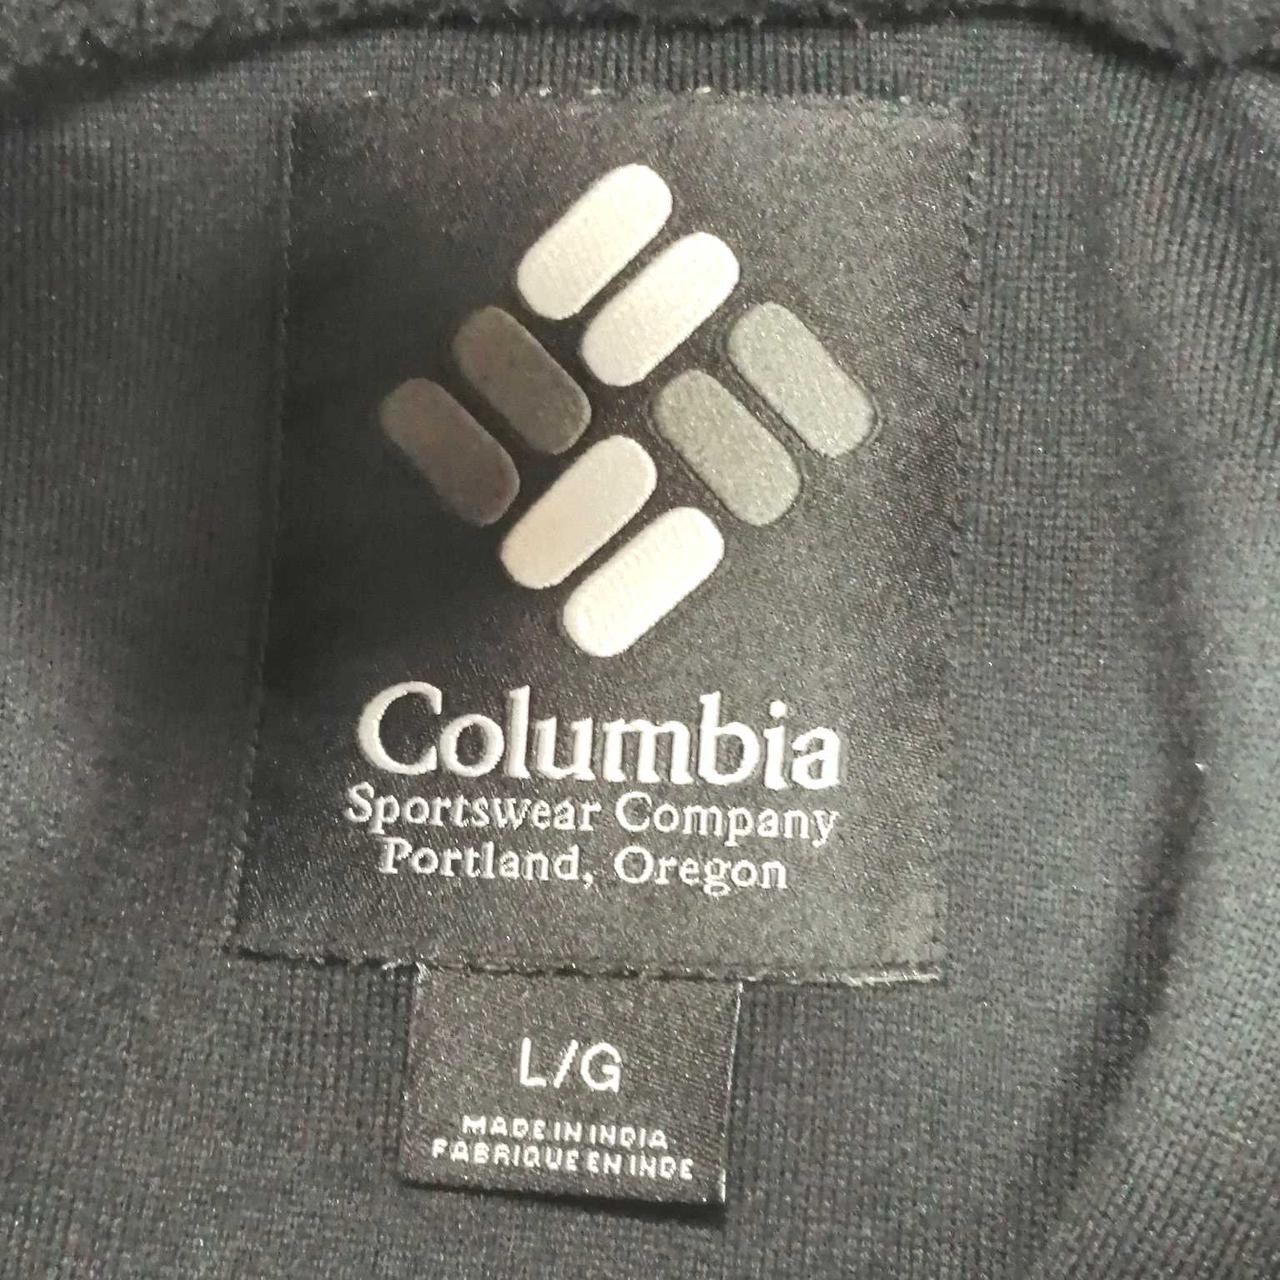 Columbia
Sportswear Company
Portland, Oregon
L/G
MADE IN INDIA
FABRIQUE EN INDE